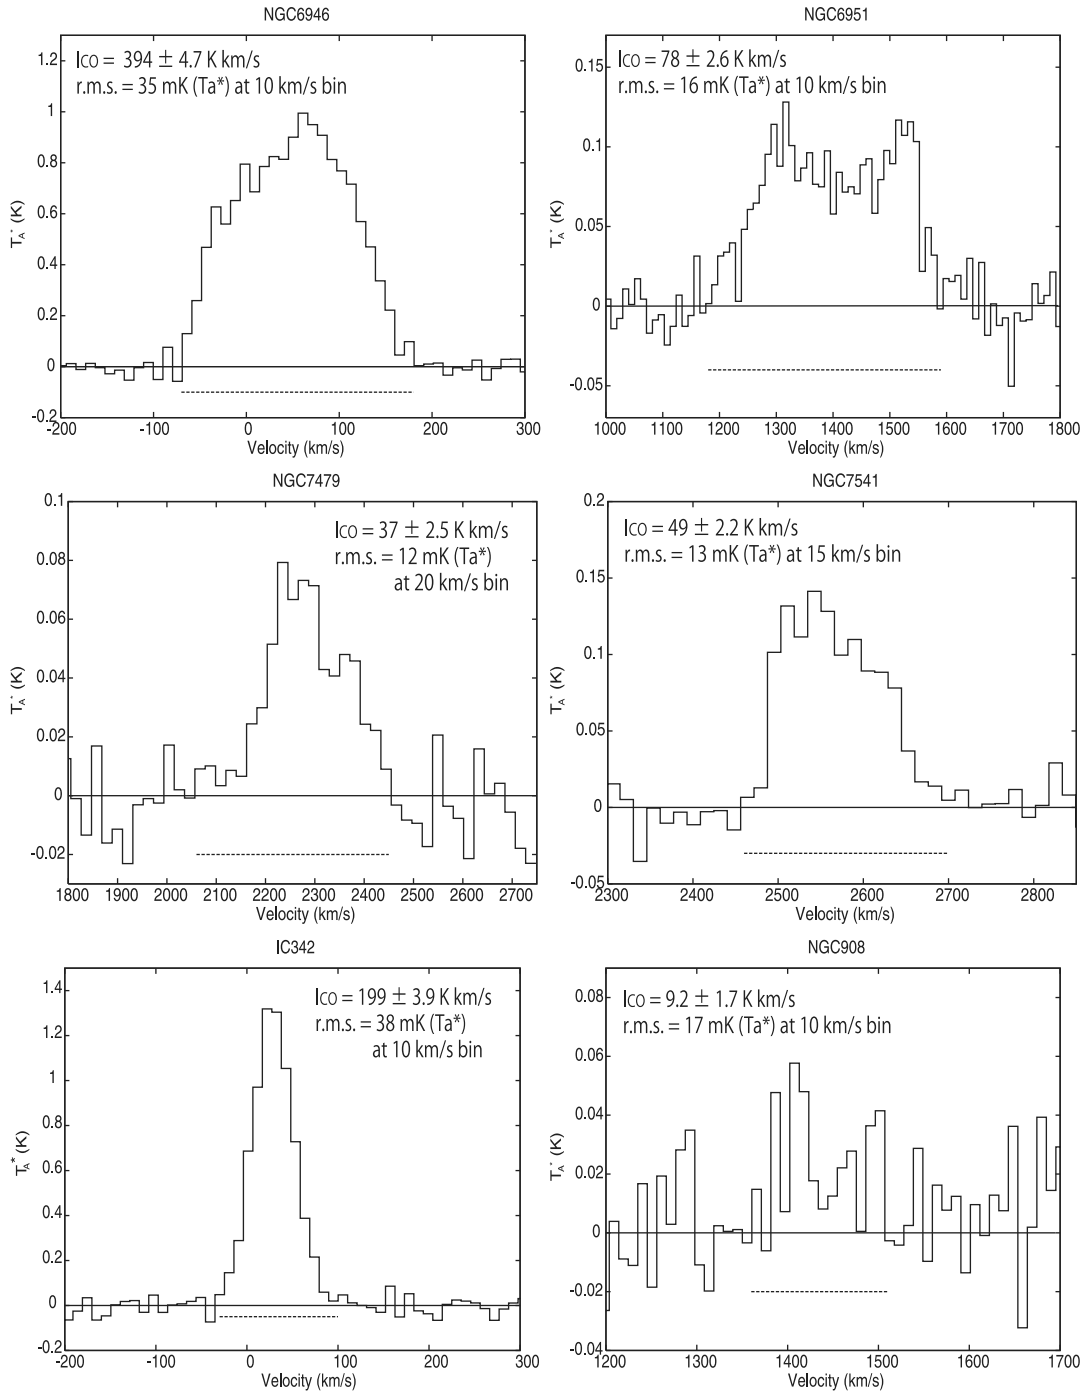 NGC6946
ICO = 394 ± 4.7 K km/s
r.m.s. = 35 mK (Ta*) at 10 km/s bin
1.2
1
0.8
0.6
0.4
0.2
0
-0.2
TA* (K)
-200 -100 0 100 200 300
Velocity (km/s)
NGC6951
ICO = 78 ± 2.6 K km/s
r.m.s. = 16 mK (Ta*) at 10 km/s bin
0.15
0.1
0.05
0
-0.05
TA* (K)
1000 1100 1200 1300 1400 1500 1600 1700 1800
Velocity (km/s)
NGC7479
ICO = 37 ± 2.5 K km/s
r.m.s. = 12 mK (Ta*)
at 20 km/s bin
0.1
0.08
0.06
0.04
0.02
0
-0.02
TA* (K)
1800 1900 2000 2100 2200 2300 2400 2500 2600 2700
Velocity (km/s)
NGC7541
ICO = 49 ± 2.2 K km/s
r.m.s. = 13 mK (Ta*) at 15 km/s bin
0.2
0.15
0.1
0.05
0
-0.05
TA* (K)
2300 2400 2500 2600 2700 2800
Velocity (km/s)
IC342
ICO = 199 ± 3.9 K km/s
r.m.s. = 38 mK (Ta*)
at 10 km/s bin
1.4
1.2
1
0.8
0.6
0.4
0.2
0
-0.2
TA* (K)
-200 -100 0 100 200 300
Velocity (km/s)
NGC908
ICO = 9.2 ± 1.7 K km/s
r.m.s. = 17 mK (Ta*) at 10 km/s bin
0.08
0.06
0.04
0.02
0
-0.02
-0.04
TA* (K)
1200 1300 1400 1500 1600 1700
Velocity (km/s)